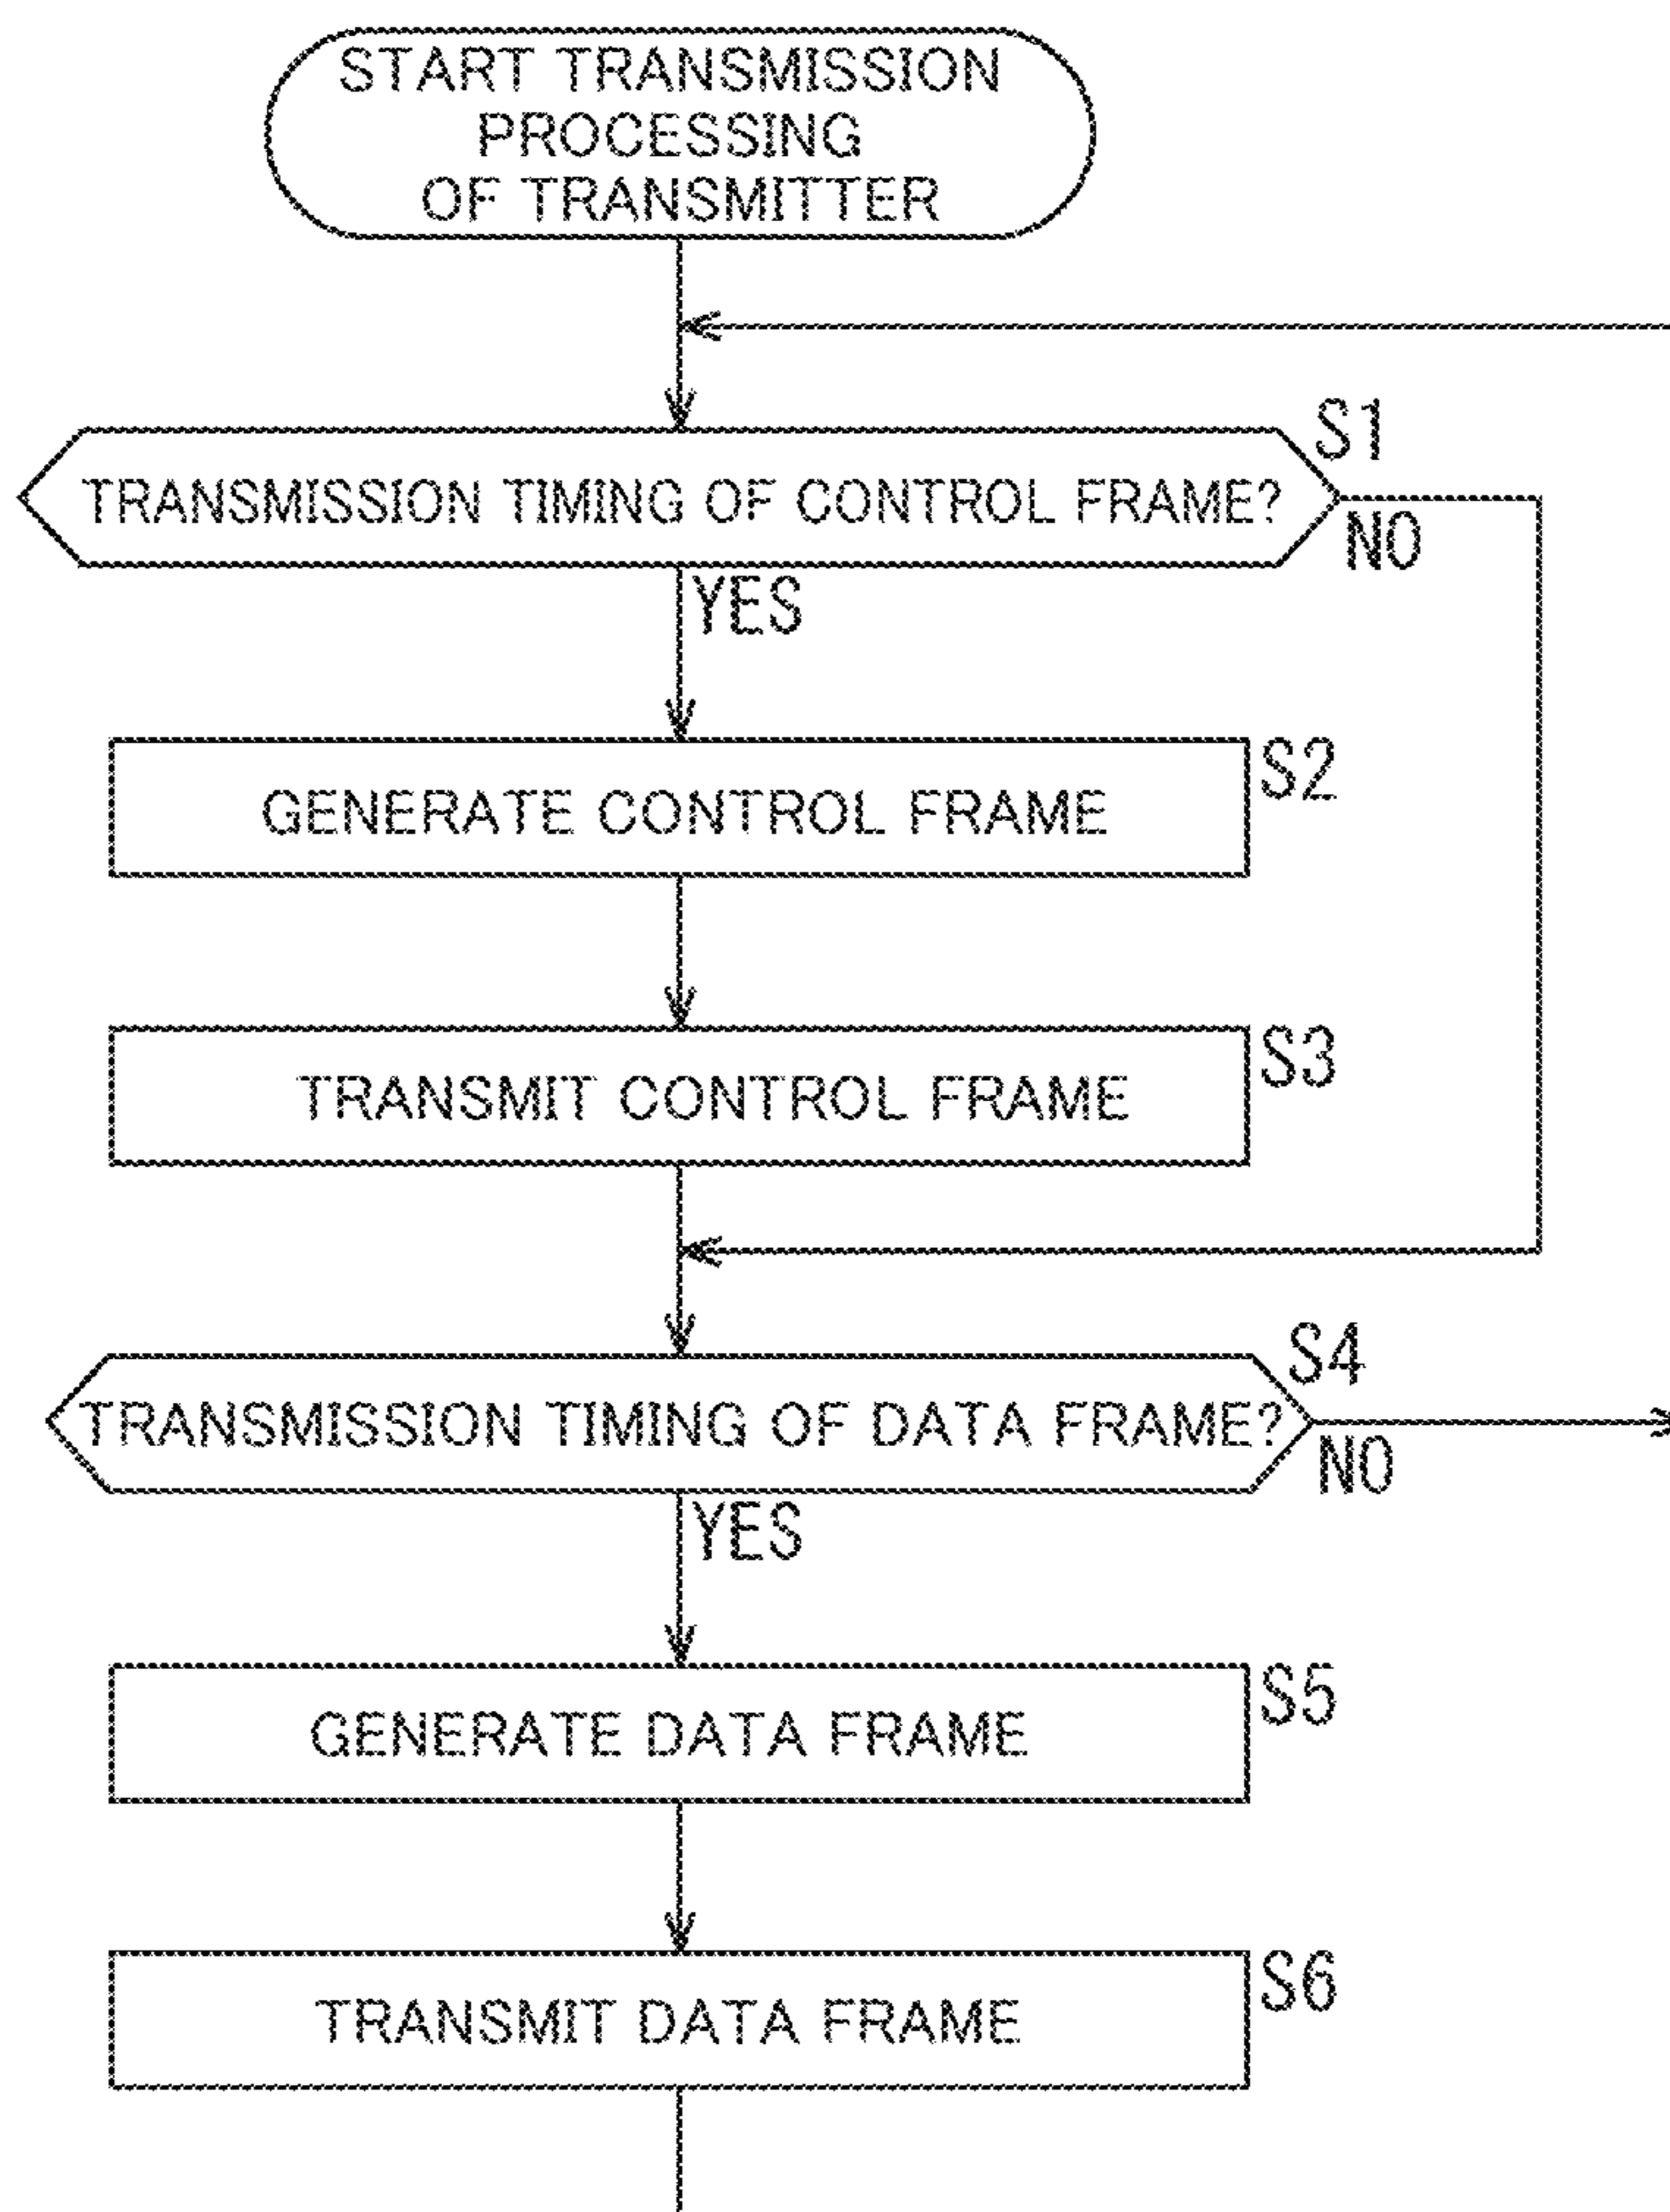 START TRANSMISSION
PROCESSING
OF TRANSMITTER
S1
TRANSMISSION TIMING OF CONTROL FRAME?
NO
YES
S2
GENERATE CONTROL FRAME
S3
TRANSMIT CONTROL FRAME
S4
TRANSMISSION TIMING OF DATA FRAME?
NO
YES
S5
GENERATE DATA FRAME
S6
TRANSMIT DATA FRAME